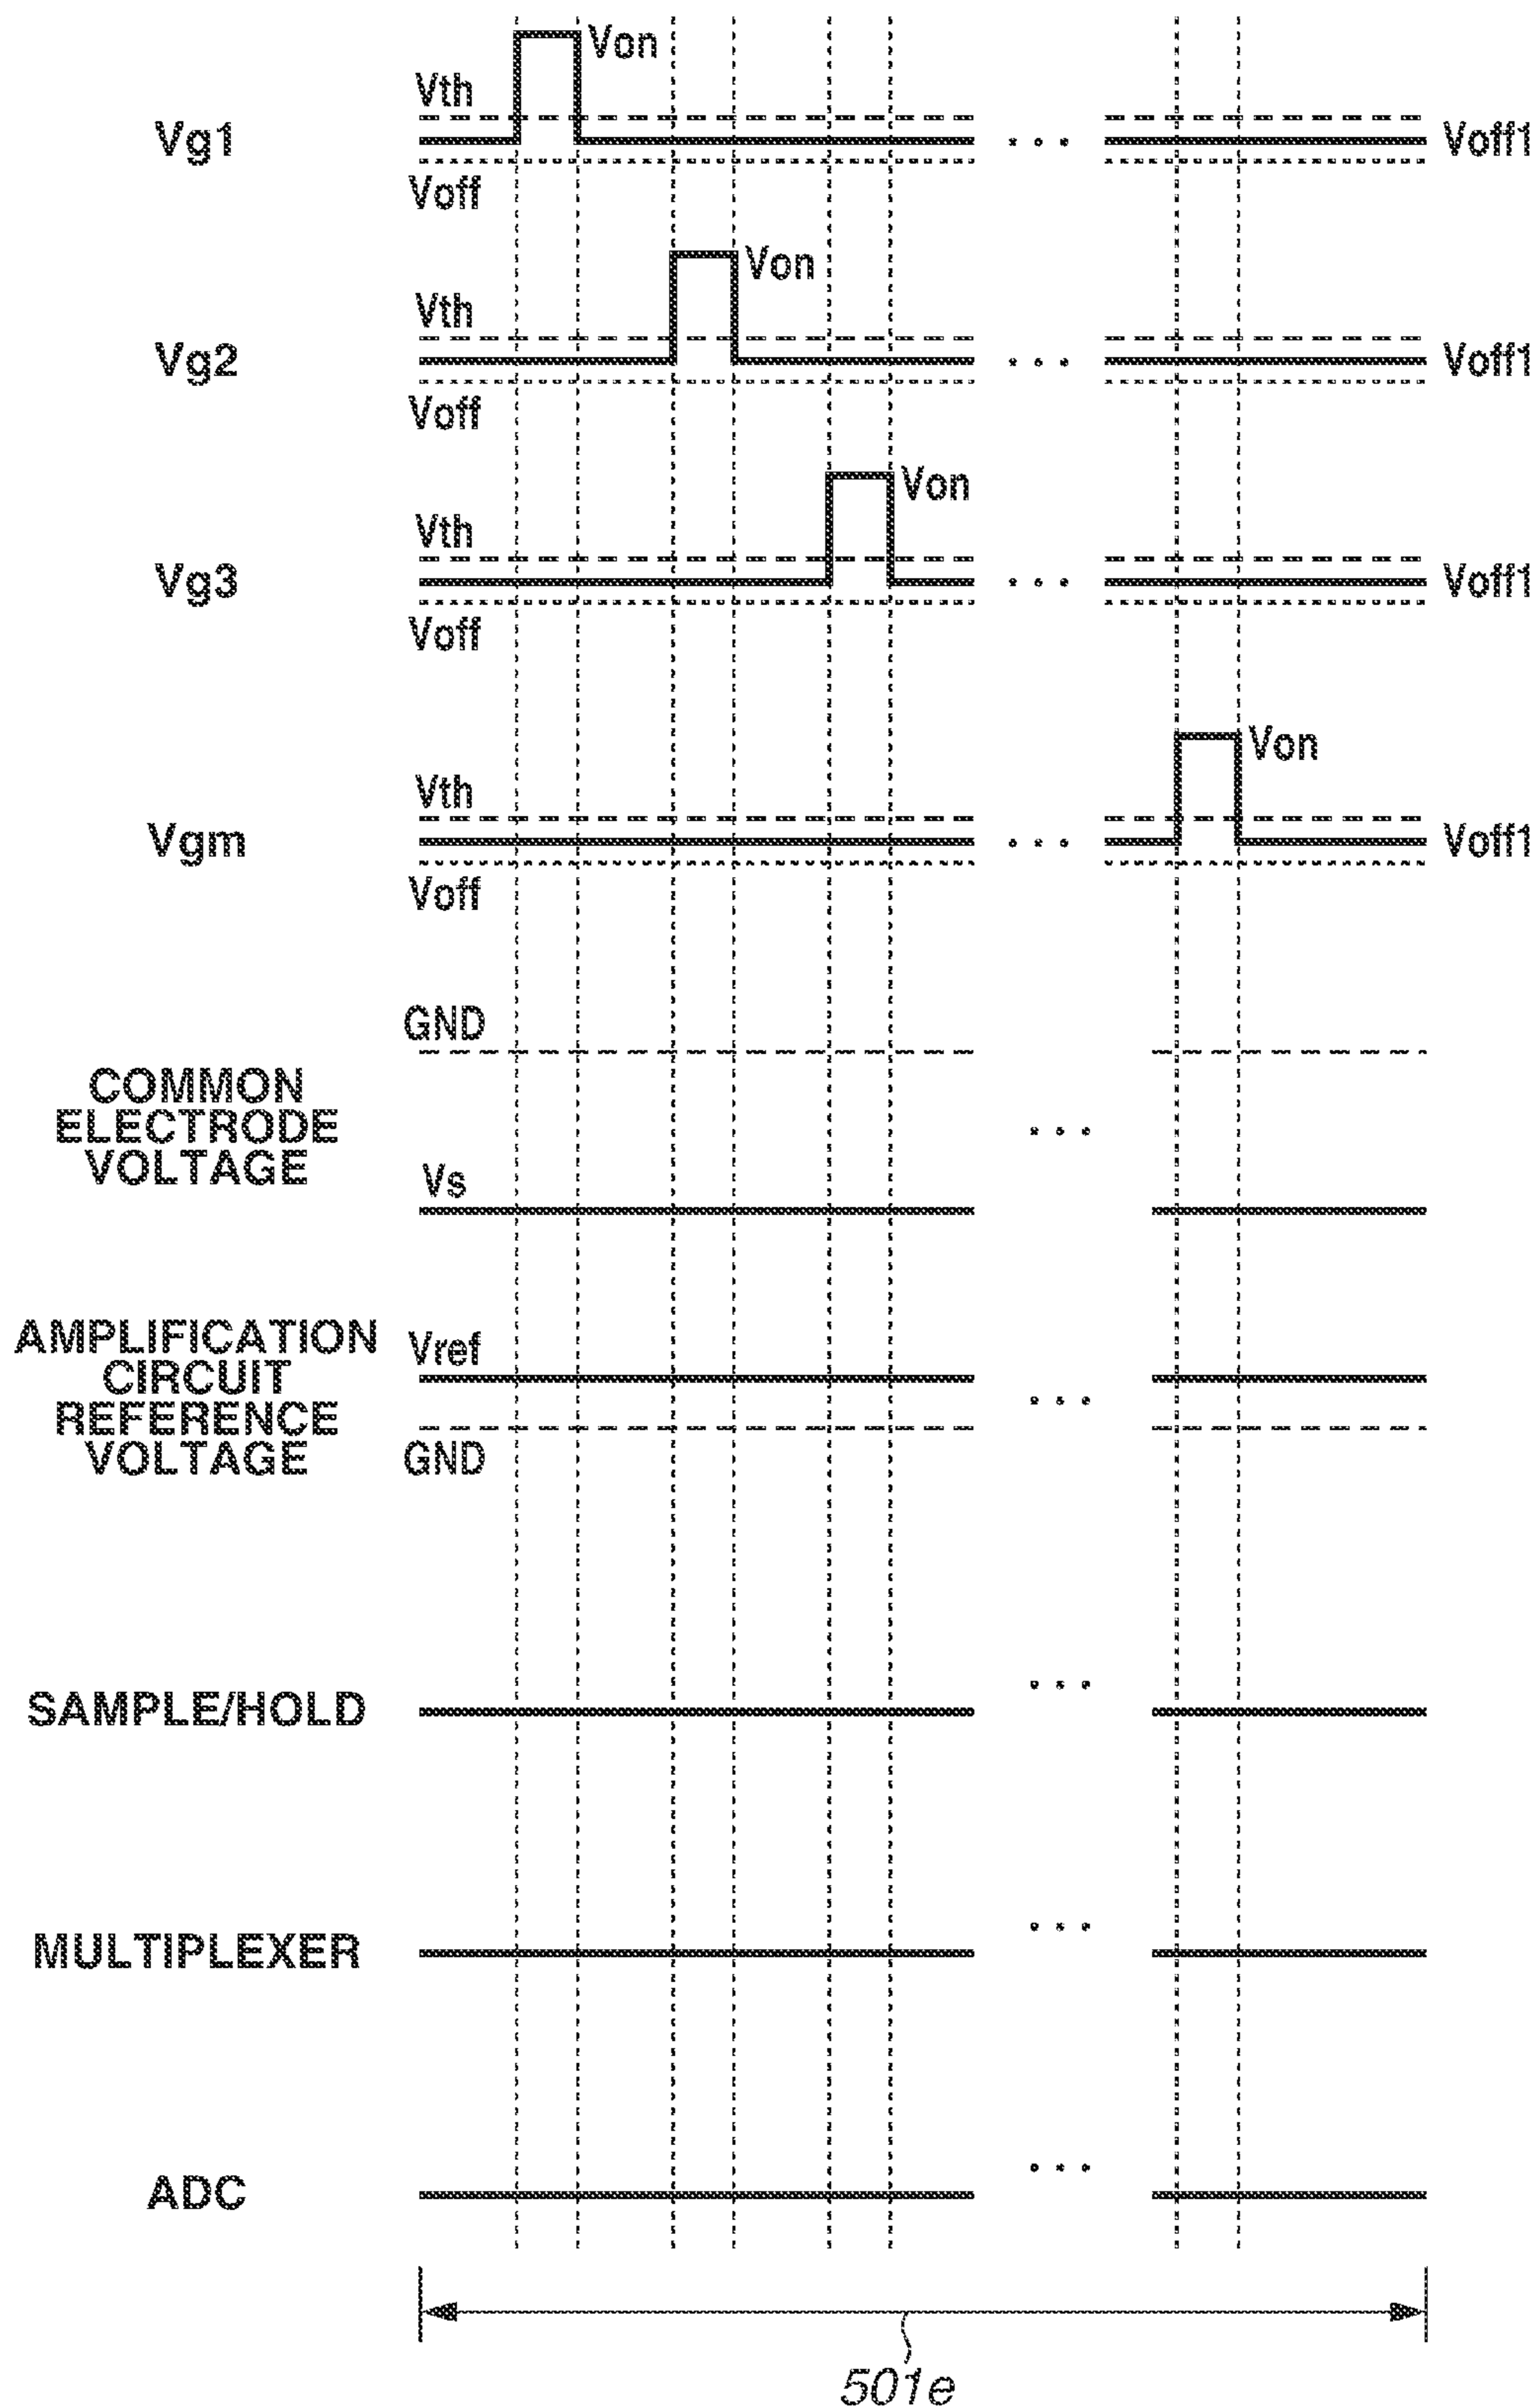 Von
Vth
Vg1
Voff1
Voff
Von
Vth
Vg2
Voff1
Voff
Von
Vth
Vg3
Voff1
Voff
Von
Vth
Vgm
Voff1
Voff
GND
COMMON
ELECTRODE
VOLTAGE
Vs
AMPLIFICATION
CIRCUIT
REFERENCE
VOLTAGE
Vref
GND
SAMPLE/HOLD
MULTIPLEXER
ADC
501e